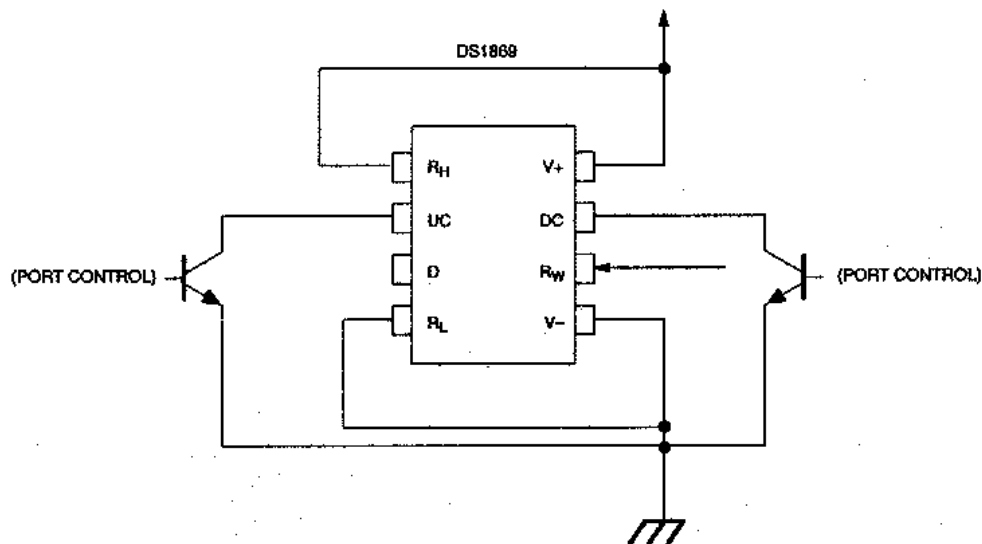 DS1869
RH V+
UC DC
(PORT CONTROL) D RW (PORT CONTROL)
RL V–